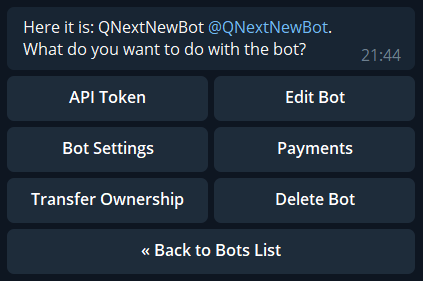 Here it is: QNextNewBot @QNextNewBot.
What do you want to do with the bot?
21:44
API Token
Edit Bot
Bot Settings
Payments
Transfer Ownership
Delete Bot
« Back to Bots List